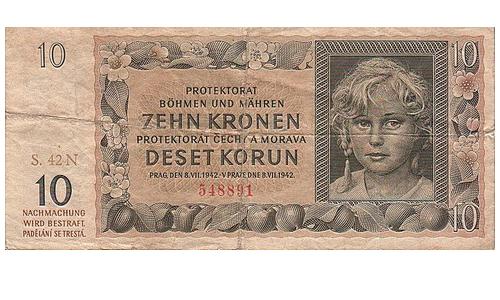 10
10
PROTEKTORAT
BÖHMEN UND MÄHREN
ZEHN KRONEN
PROTEKTORÁT ČECHY A MORAVA
DESET KORUN
PRAG, DEN 8. VII. 1942. - V PRAZE, DNE 8. VII. 1942.
S. 42 N
548891
10
NACHMACHUNG
WIRD BESTRAFT.
PADĚLÁNÍ SE TRESTÁ.
10